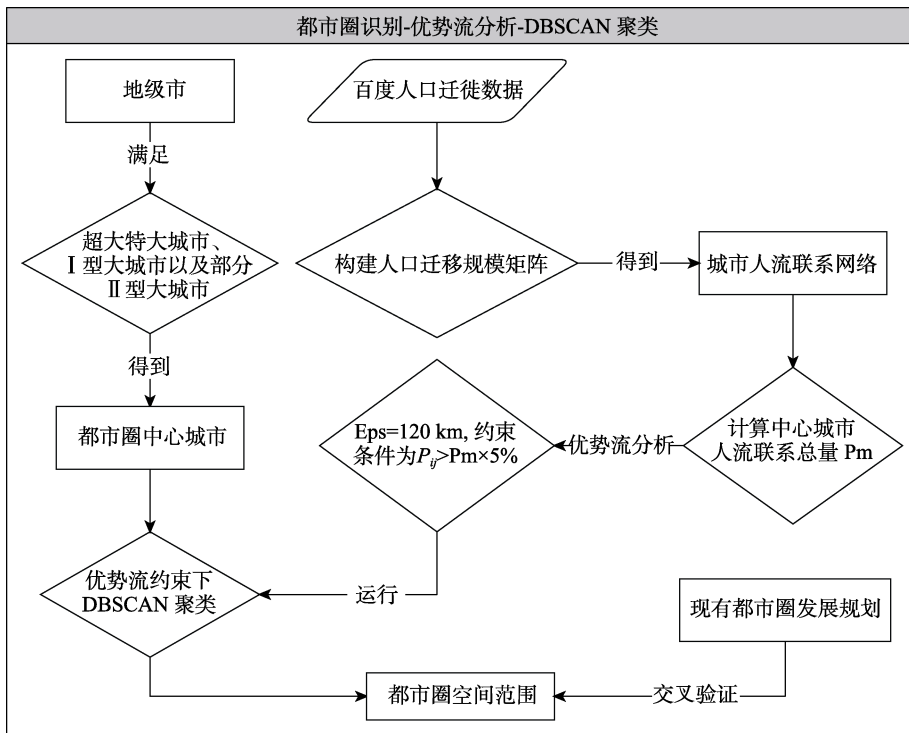 都市圈识别-优势流分析-DBSCAN 聚类
地级市
百度人口迁徙数据
满足
超大特大城市、
Ⅰ型大城市以及部分
Ⅱ型大城市
构建人口迁移规模矩阵
得到
城市人流联系网络
得到
都市圈中心城市
Eps=120 km, 约束
条件为Pij>Pm×5%
优势流分析
计算中心城市
人流联系总量 Pm
优势流约束下
DBSCAN 聚类
运行
现有都市圈发展规划
都市圈空间范围
交叉验证